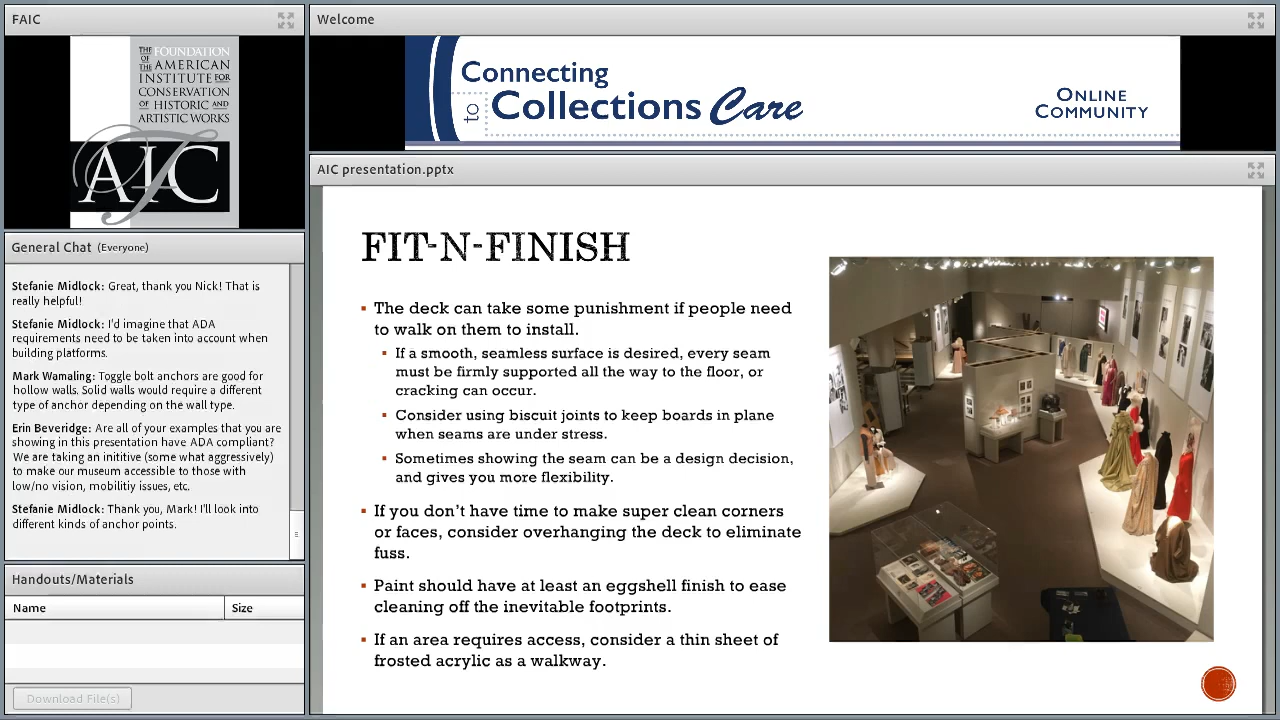 FAIC
THE FOUNDATION
OF THE AMERICAN
INSTITUTE FOR
CONSERVATION
OF HISTORIC AND
ARTISTIC WORKS
FAIC
General Chat (Everyone)
Stefanie Midlock: Great, thank you Nick! That is
really helpful!
Stefanie Midlock: I'd imagine that ADA
requirements need to be taken into account when
building platforms.
Mark Wamaling: Toggle bolt anchors are good for
hollow walls. Solid walls would require a different
type of anchor depending on the wall type.
Erin Beveridge: Are all of your examples that you are
showing in this presentation have ADA compliant?
We are taking an inititive (some what aggressively)
to make our museum accessible to those with
low/no vision, mobilitiy issues, etc.
Stefanie Midlock: Thank you, Mark! I'll look into
different kinds of anchor points.
Handouts/Materials
Name Size
Download File(s)
Welcome
Connecting
to Collections Care
ONLINE
COMMUNITY
AIC presentation.pptx
FIT-N-FINISH
▪ The deck can take some punishment if people need
to walk on them to install.
▪ If a smooth, seamless surface is desired, every seam
must be firmly supported all the way to the floor, or
cracking can occur.
▪ Consider using biscuit joints to keep boards in plane
when seams are under stress.
▪ Sometimes showing the seam can be a design decision,
and gives you more flexibility.
▪ If you don't have time to make super clean corners
or faces, consider overhanging the deck to eliminate
fuss.
▪ Paint should have at least an eggshell finish to ease
cleaning off the inevitable footprints.
▪ If an area requires access, consider a thin sheet of
frosted acrylic as a walkway.